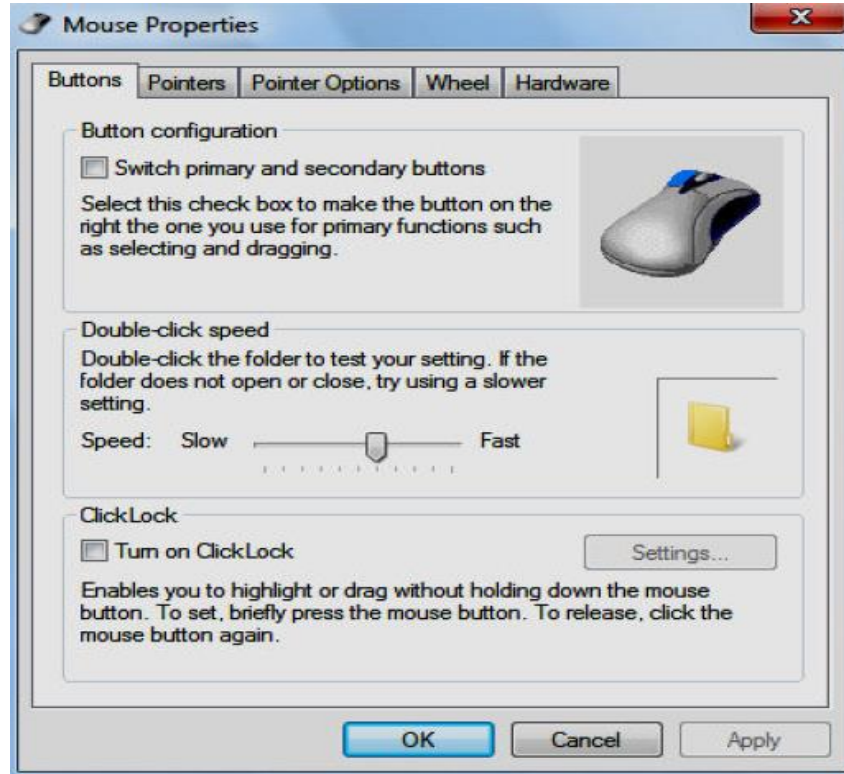 Mouse Properties
Buttons Pointers Pointer Options Wheel Hardware
Button configuration
Switch primary and secondary buttons
Select this check box to make the button on the
right the one you use for primary functions such
as selecting and dragging.
Double-click speed
Double-click the folder to test your setting. If the
folder does not open or close, try using a slower
setting.
Speed: Slow Fast
ClickLock
Turn on ClickLock Settings...
Enables you to highlight or drag without holding down the mouse
button. To set, briefly press the mouse button. To release, click the
mouse button again.
OK Cancel Apply